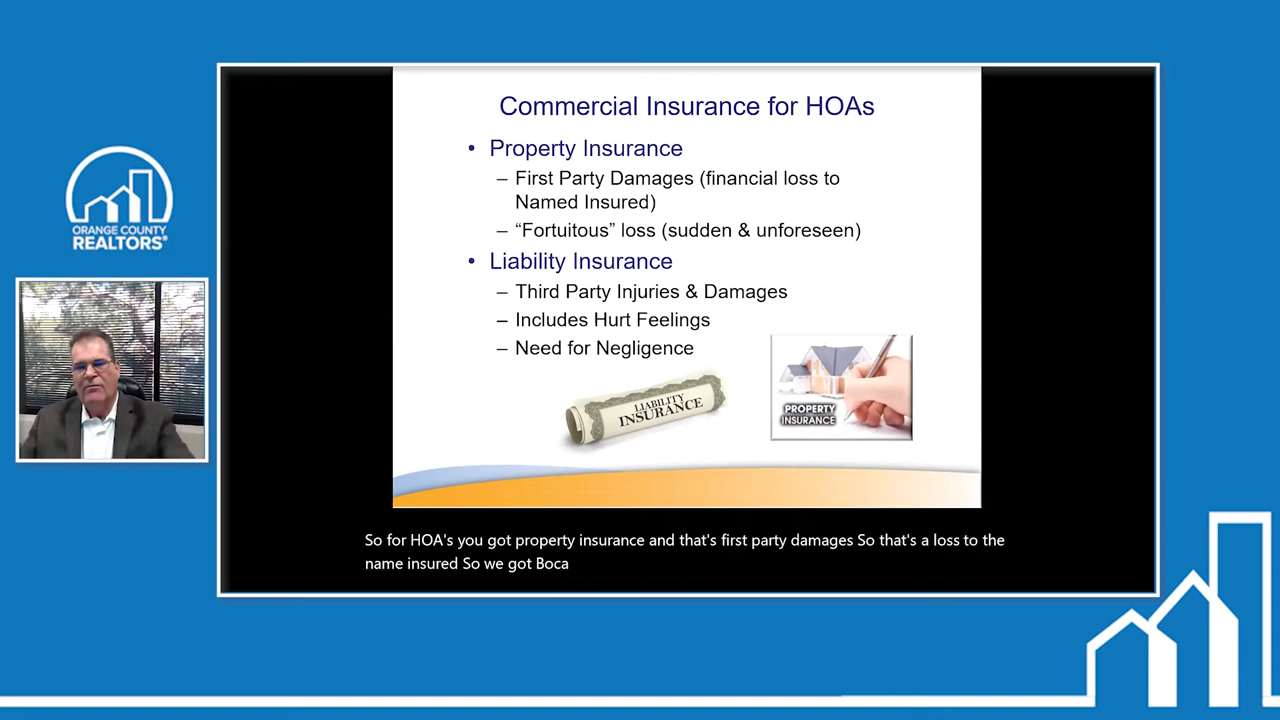 ORANGE COUNTY
REALTORS®
Commercial Insurance for HOAs
• Property Insurance
– First Party Damages (financial loss to
Named Insured)
– “Fortuitous” loss (sudden & unforeseen)
• Liability Insurance
– Third Party Injuries & Damages
– Includes Hurt Feelings
– Need for Negligence
LIABILITY
INSURANCE
PROPERTY
INSURANCE
So for HOA's you got property insurance and that's first party damages So that's a loss to the
name insured So we got Boca